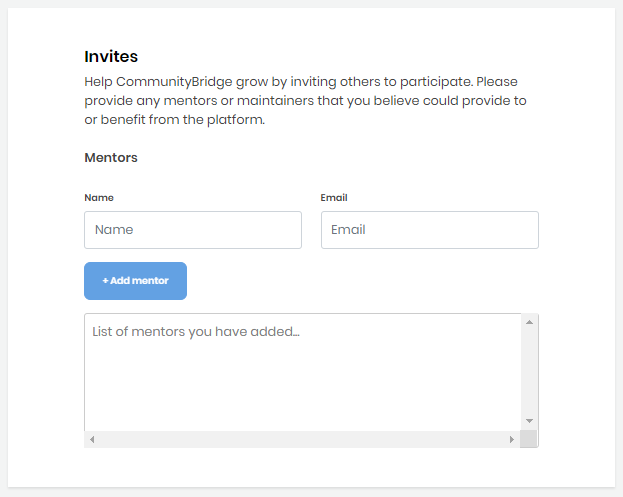 Invites
Help CommunityBridge grow by inviting others to participate. Please
provide any mentors or maintainers that you believe could provide to
or benefit from the platform.
Mentors
Name Email
Name Email
+ Add mentor
List of mentors you have added...